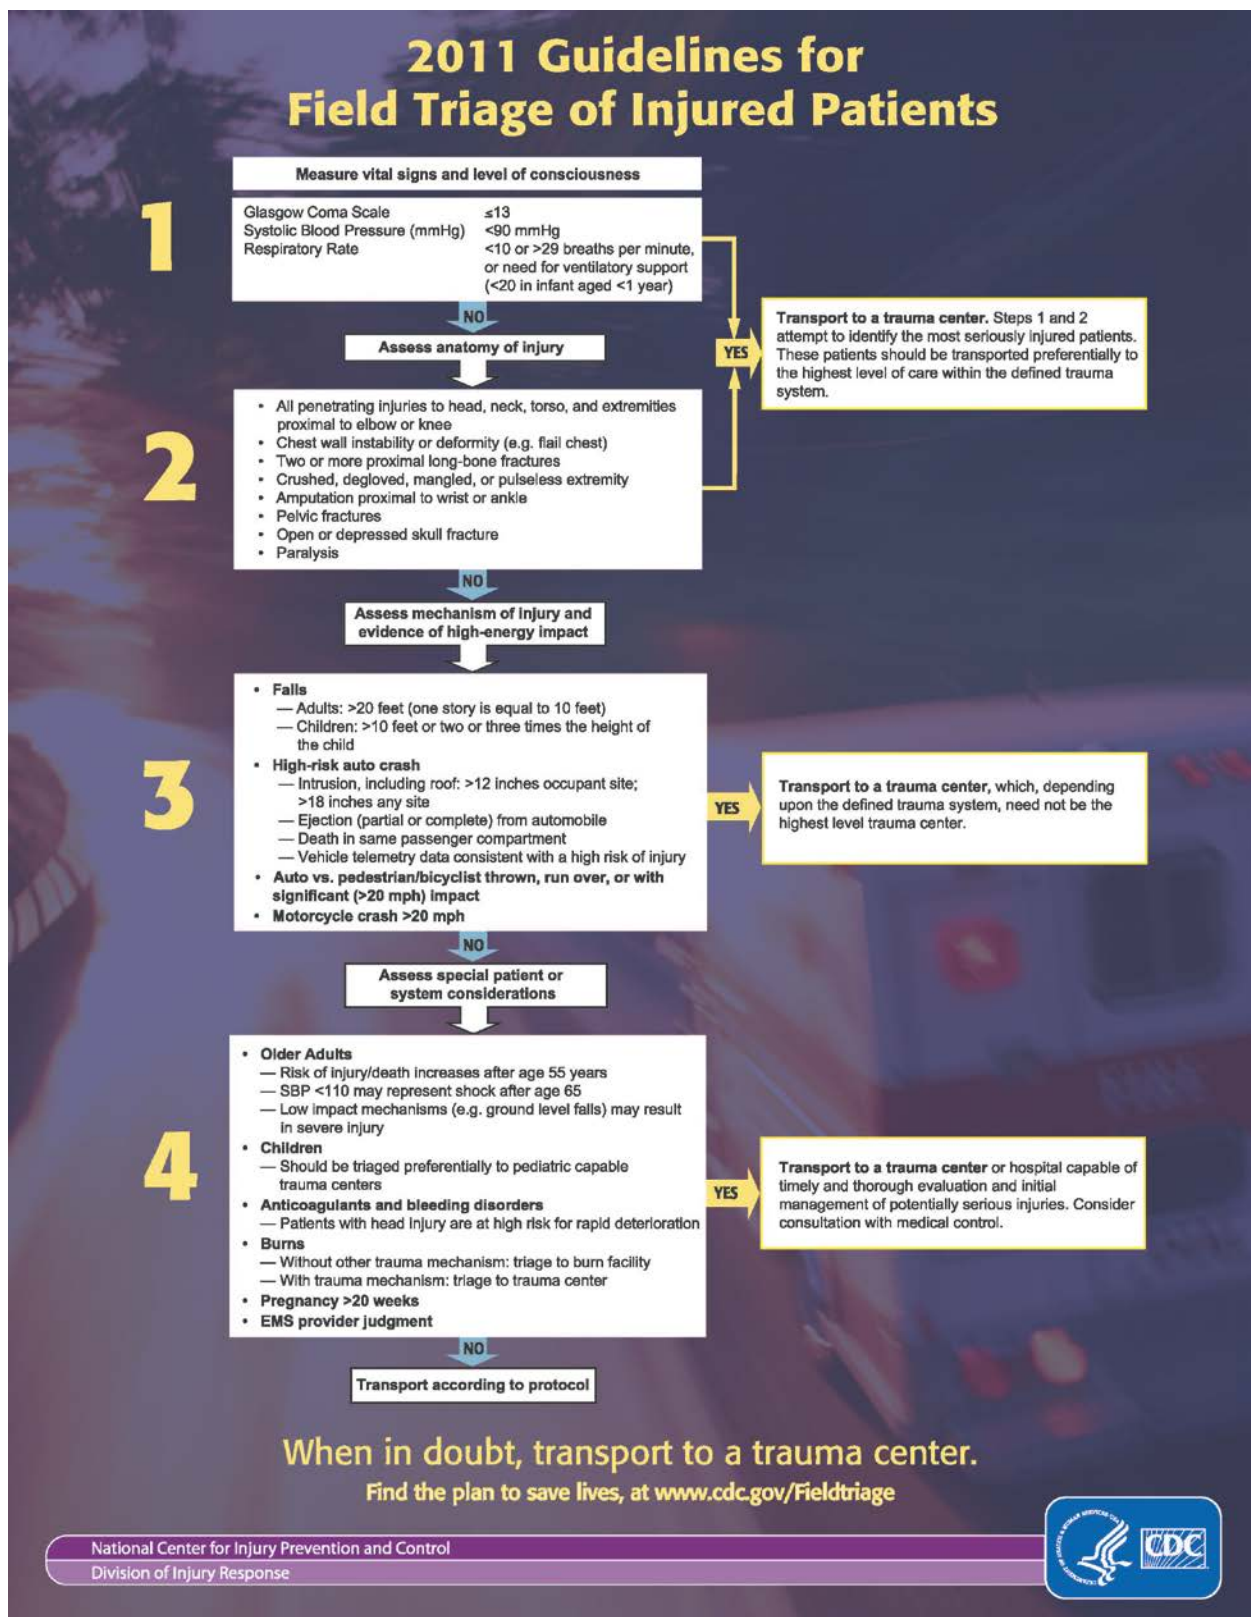 2011 Guidelines for
Field Triage of Injured Patients
1
Measure vital signs and level of consciousness
Glasgow Coma Scale ≤13
Systolic Blood Pressure (mmHg) <90 mmHg
Respiratory Rate <10 or >29 breaths per minute,
or need for ventilatory support
(<20 in infant aged <1 year)
NO
Assess anatomy of injury
YES
Transport to a trauma center. Steps 1 and 2
attempt to identify the most seriously injured patients.
These patients should be transported preferentially to
the highest level of care within the defined trauma
system.
2
• All penetrating injuries to head, neck, torso, and extremities
proximal to elbow or knee
• Chest wall instability or deformity (e.g. flail chest)
• Two or more proximal long-bone fractures
• Crushed, degloved, mangled, or pulseless extremity
• Amputation proximal to wrist or ankle
• Pelvic fractures
• Open or depressed skull fracture
• Paralysis
NO
Assess mechanism of injury and
evidence of high-energy impact
3
• Falls
— Adults: >20 feet (one story is equal to 10 feet)
— Children: >10 feet or two or three times the height of
the child
• High-risk auto crash
— Intrusion, including roof: >12 inches occupant site;
>18 inches any site
— Ejection (partial or complete) from automobile
— Death in same passenger compartment
— Vehicle telemetry data consistent with a high risk of injury
• Auto vs. pedestrian/bicyclist thrown, run over, or with
significant (>20 mph) impact
• Motorcycle crash >20 mph
YES
Transport to a trauma center, which, depending
upon the defined trauma system, need not be the
highest level trauma center.
NO
Assess special patient or
system considerations
4
• Older Adults
— Risk of injury/death increases after age 55 years
— SBP <110 may represent shock after age 65
— Low impact mechanisms (e.g. ground level falls) may result
in severe injury
• Children
— Should be triaged preferentially to pediatric capable
trauma centers
• Anticoagulants and bleeding disorders
— Patients with head injury are at high risk for rapid deterioration
• Burns
— Without other trauma mechanism: triage to burn facility
— With trauma mechanism: triage to trauma center
• Pregnancy >20 weeks
• EMS provider judgment
YES
Transport to a trauma center or hospital capable of
timely and thorough evaluation and initial
management of potentially serious injuries. Consider
consultation with medical control.
NO
Transport according to protocol
When in doubt, transport to a trauma center.
Find the plan to save lives, at www.cdc.gov/Fieldtriage
National Center for Injury Prevention and Control
Division of Injury Response
CDC